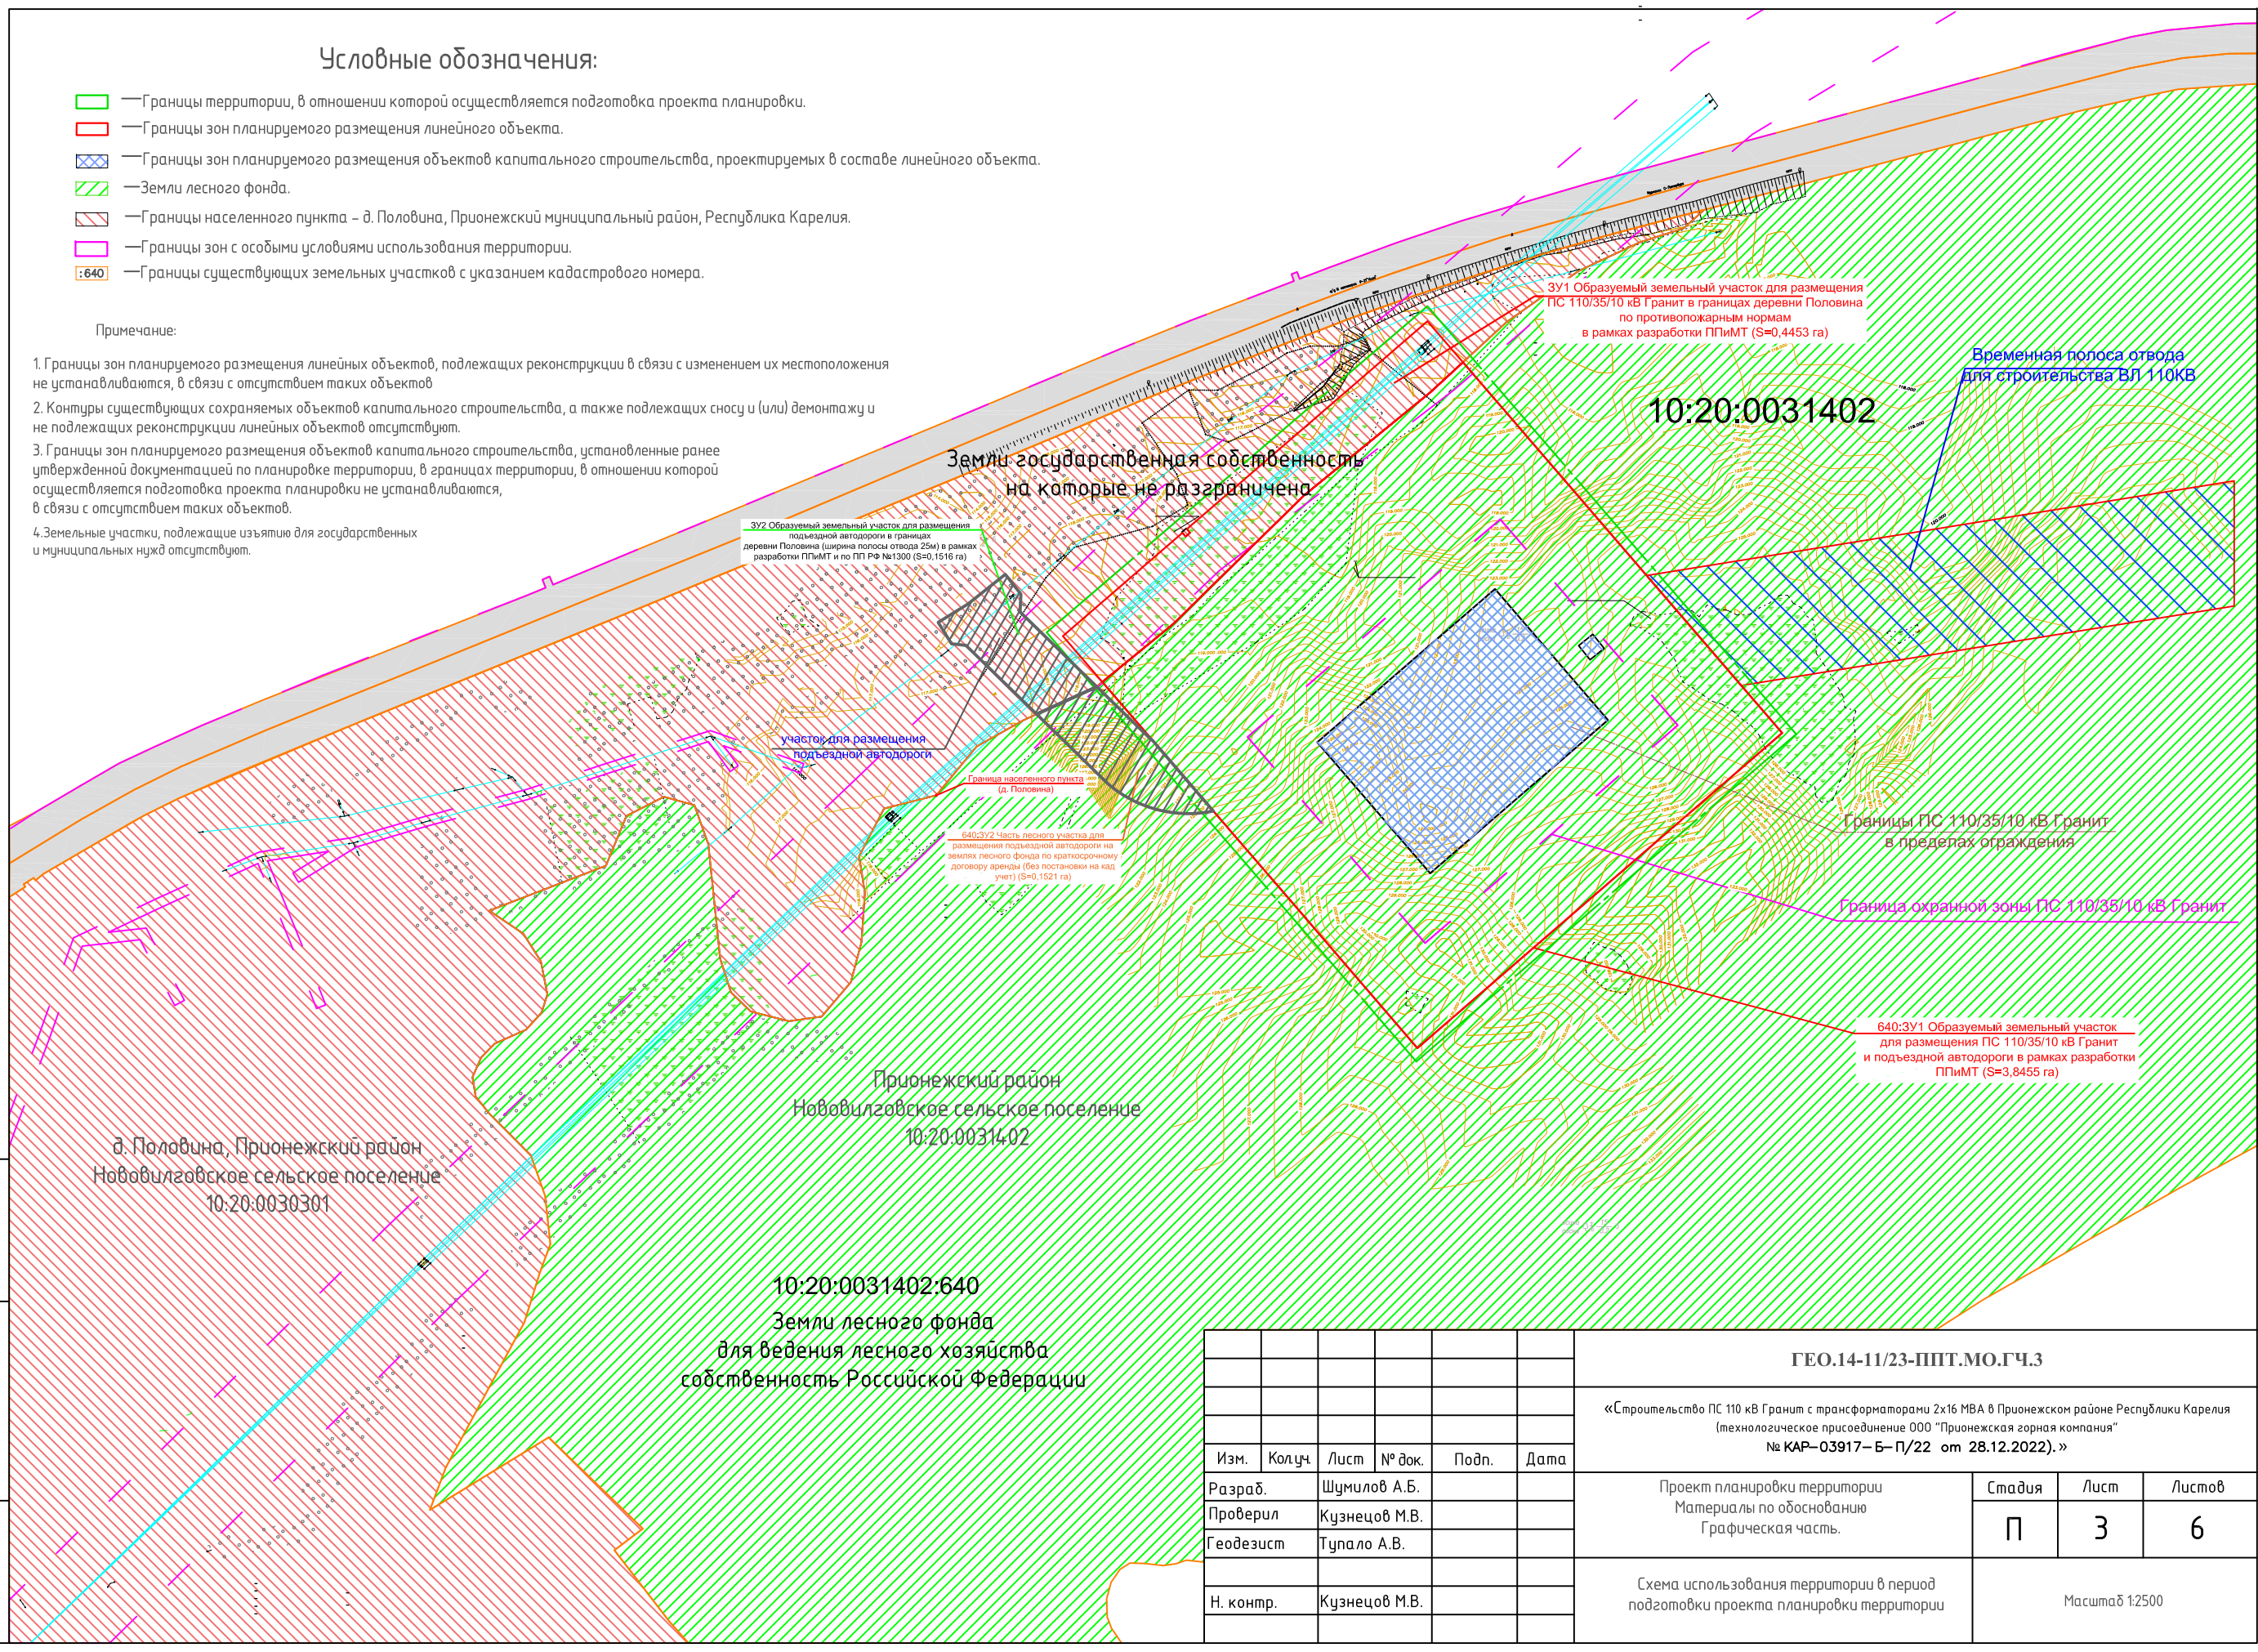 Условные обозначения:
Границы территории, в отношении которой осуществляется подготовка проекта планировки.
Границы зон планируемого размещения линейного объекта.
Границы зон планируемого размещения объектов капитального строительства, проектируемых в составе линейного объекта.
Земли лесного фонда.
Границы населенного пункта - д. Половина, Прионежский муниципальный район, Республика Карелия.
Границы зон с особыми условиями использования территории.
:640
Границы существующих земельных участков с указанием кадастрового номера.
Примечание:
1. Границы зон планируемого размещения линейных объектов, подлежащих реконструкции в связи с изменением их местоположения
не устанавливаются, в связи с отсутствием таких объектов
2. Контуры существующих сохраняемых объектов капитального строительства, а также подлежащих сносу и (или) демонтажу и
не подлежащих реконструкции линейных объектов отсутствуют.
3. Границы зон планируемого размещения объектов капитального строительства, установленные ранее
утвержденной документацией по планировке территории, в границах территории, в отношении которой
осуществляется подготовка проекта планировки не устанавливаются,
в связи с отсутствием таких объектов.
4.Земельные участки, подлежащие изъятию для государственных
и муниципальных нужд отсутствуют.
ЗУ1 Образуемый земельный участок для размещения
ПС 110/35/10 кВ Гранит в границах деревни Половина
по противопожарным нормам
в рамках разработки ППиМТ (S=0,4453 га)
Временная полоса отвода
для строительства ВЛ 110КВ
10:20:0031402
Земли государственная собственность
на которые не разграничена
ЗУ2 Образуемый земельный участок для размещения
подъездной автодороги в границах
деревни Половина (ширина полосы отвода 25м) в рамках
разработки ППиМТ и по ПП РФ №1300 (S=0,1516 га)
участок для размещения
подъездной автодороги
Граница населенного пункта
(д. Половина)
640:ЗУ2 Часть лесного участка для
размещения подъездной автодороги на
землях лесного фонда по краткосрочному
договору аренды (без постановки на кад
учет) (S=0,1521 га)
Границы ПС 110/35/10 кВ Гранит
в пределах ограждения
Граница охранной зоны ПС 110/35/10 кВ Гранит
640:ЗУ1 Образуемый земельный участок
для размещения ПС 110/35/10 кВ Гранит
и подъездной автодороги в рамках разработки
ППиМТ (S=3,8455 га)
Прионежский район
Нововилговское сельское поселение
10:20:0031402
д. Половина, Прионежский район
Нововилговское сельское поселение
10:20:0030301
10:20:0031402:640
Земли лесного фонда
для ведения лесного хозяйства
собственность Российской Федерации
ГЕО.14-11/23-ППТ.МО.ГЧ.3
«Строительство ПС 110 кВ Гранит с трансформаторами 2х16 МВА в Прионежском районе Республики Карелия
(технологическое присоединение ООО "Прионежская горная компания"
№ КАР-03917-Б-П/22 от 28.12.2022).»
Изм. Кол.уч. Лист № док. Подп. Дата
Разраб. Шумилов А.Б.
Проверил Кузнецов М.В.
Геодезист Тупало А.В.
Н. контр. Кузнецов М.В.
Проект планировки территории
Материалы по обоснованию
Графическая часть.
Стадия Лист Листов
П 3 6
Схема использования территории в период
подготовки проекта планировки территории
Масштаб 1:2500